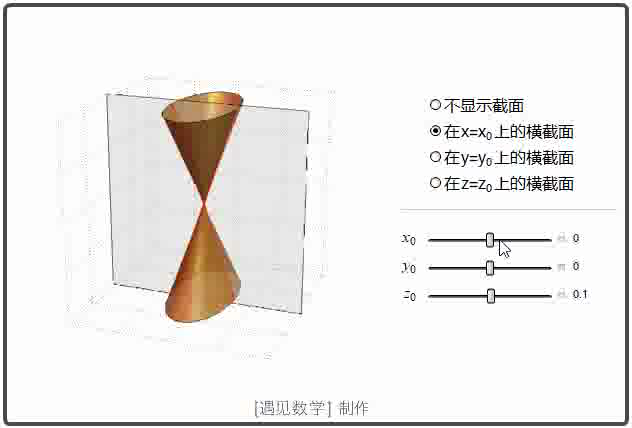 不显示截面
在x=x₀上的横截面
在y=y₀上的横截面
在z=z₀上的横截面
x₀ 0
y₀ 0
z₀ 0.1
[遇见数学] 制作